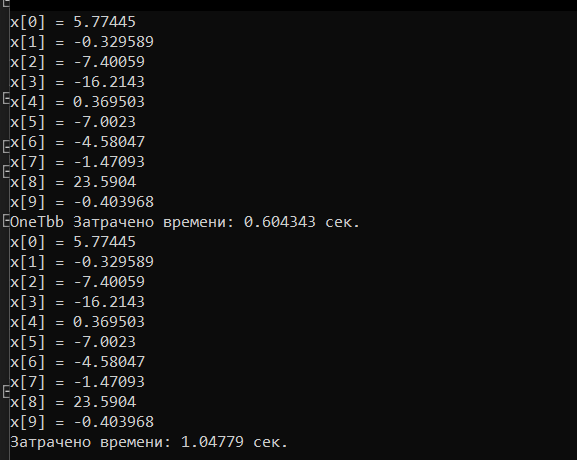 x[0] = 5.77445
x[1] = -0.329589
x[2] = -7.40059
x[3] = -16.2143
x[4] = 0.369503
x[5] = -7.0023
x[6] = -4.58047
x[7] = -1.47093
x[8] = 23.5904
x[9] = -0.403968
OneTbb Затрачено времени: 0.604343 сек.
x[0] = 5.77445
x[1] = -0.329589
x[2] = -7.40059
x[3] = -16.2143
x[4] = 0.369503
x[5] = -7.0023
x[6] = -4.58047
x[7] = -1.47093
x[8] = 23.5904
x[9] = -0.403968
Затрачено времени: 1.04779 сек.